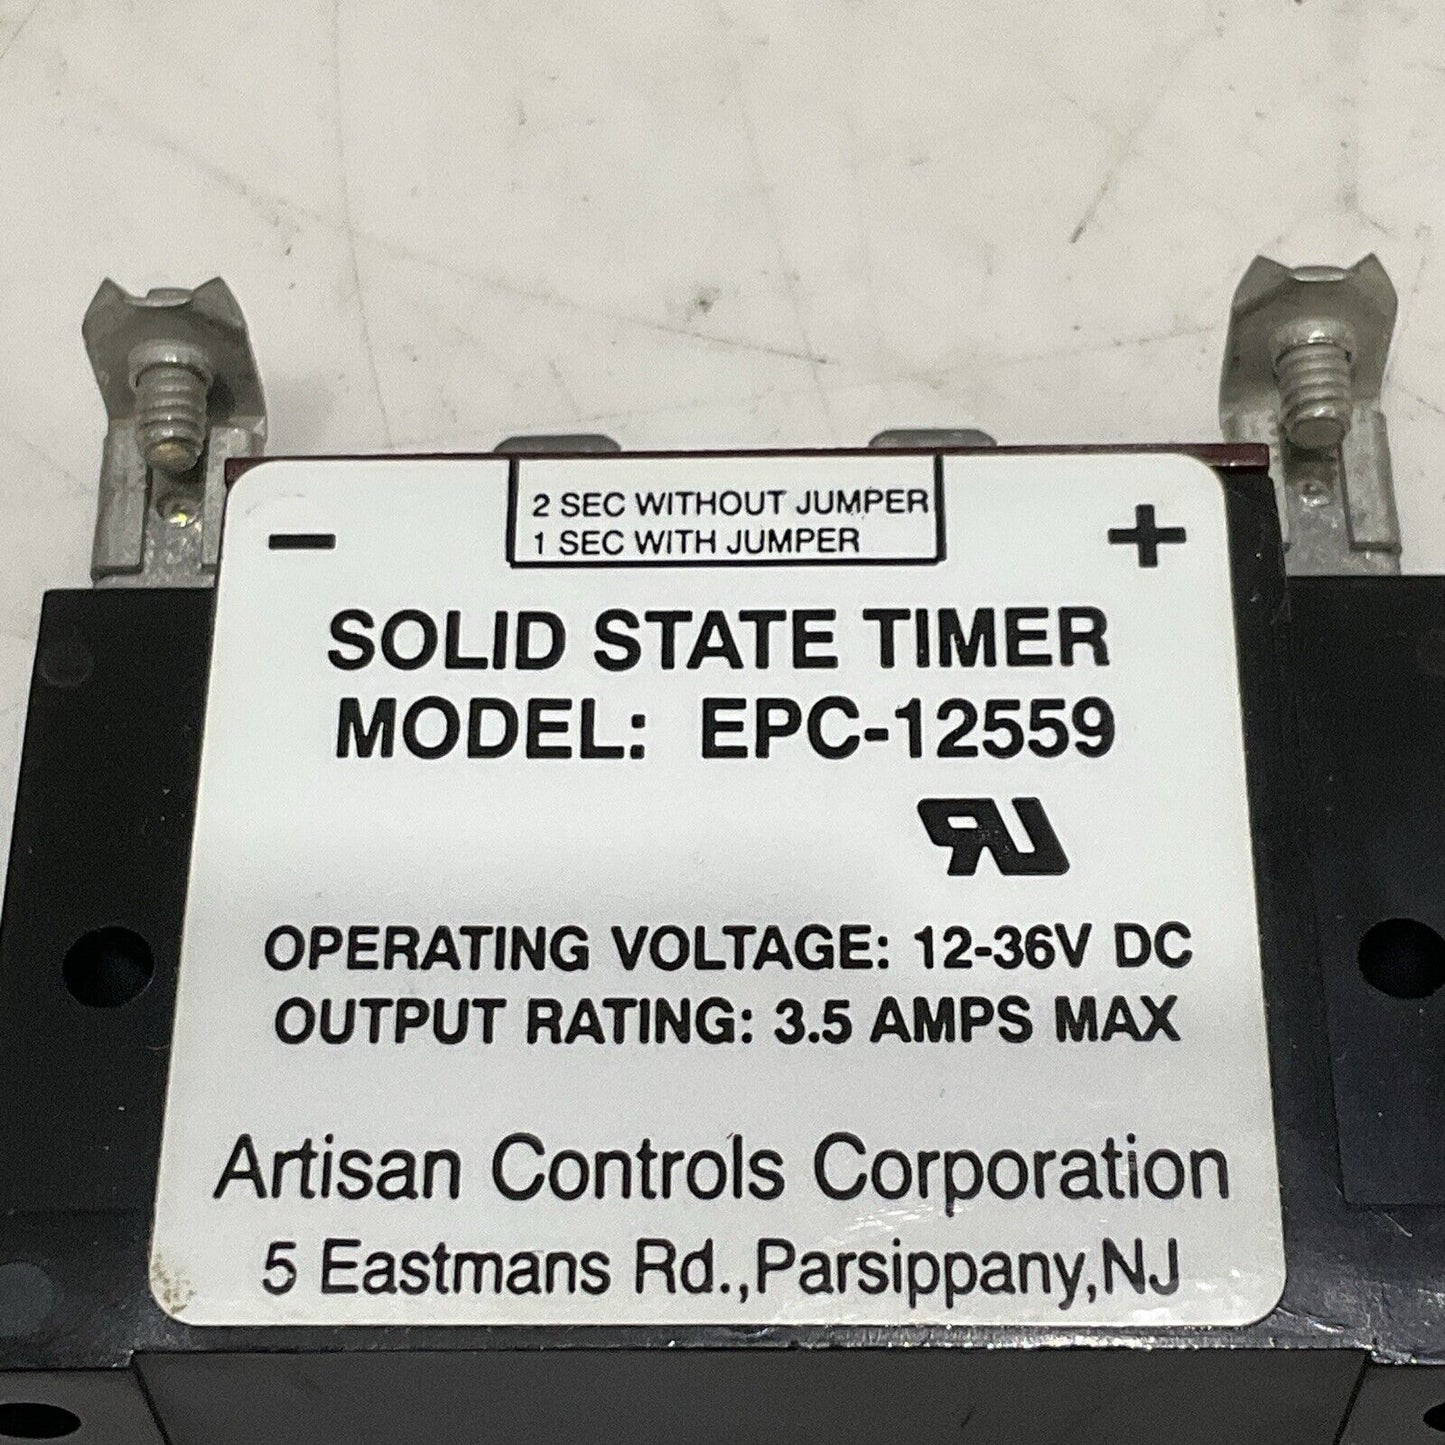 2 SEC WITHOUT JUMPER
1 SEC WITH JUMPER
− +
SOLID STATE TIMER
MODEL: EPC-12559
RU
OPERATING VOLTAGE: 12-36V DC
OUTPUT RATING: 3.5 AMPS MAX
Artisan Controls Corporation
5 Eastmans Rd.,Parsippany,NJ